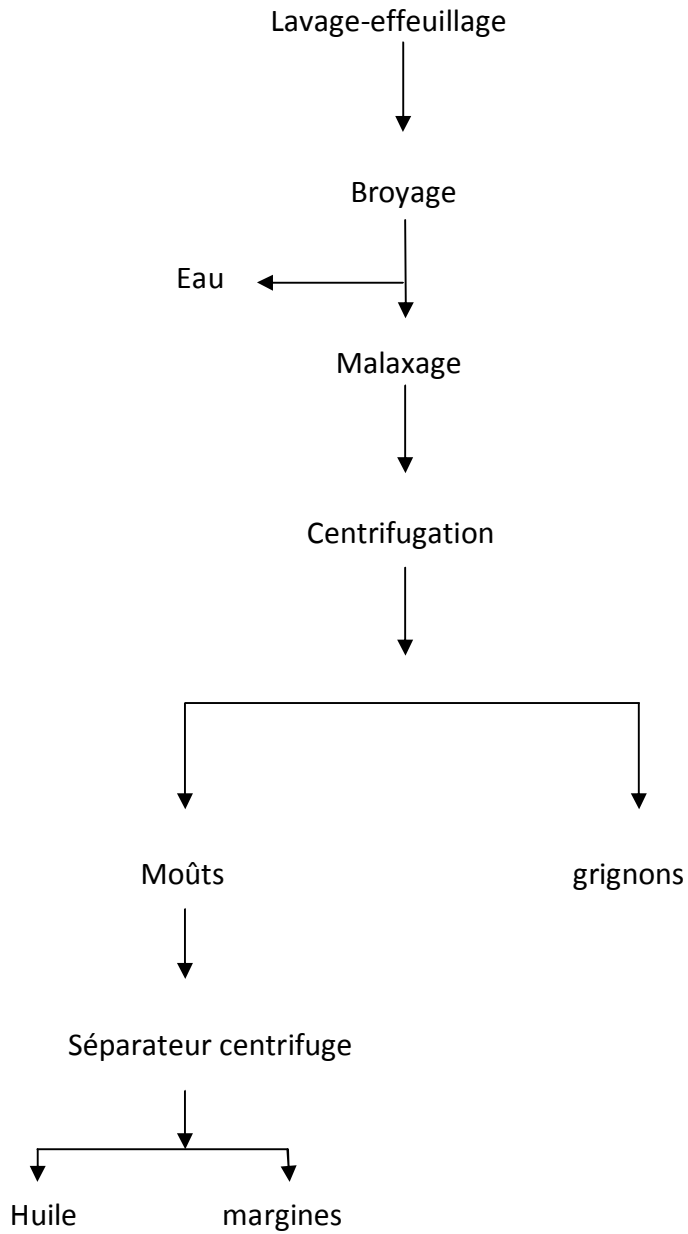 Lavage-effeuillage
Broyage
Eau
Malaxage
Centrifugation
Moûts
grignons
Séparateur centrifuge
Huile
margines